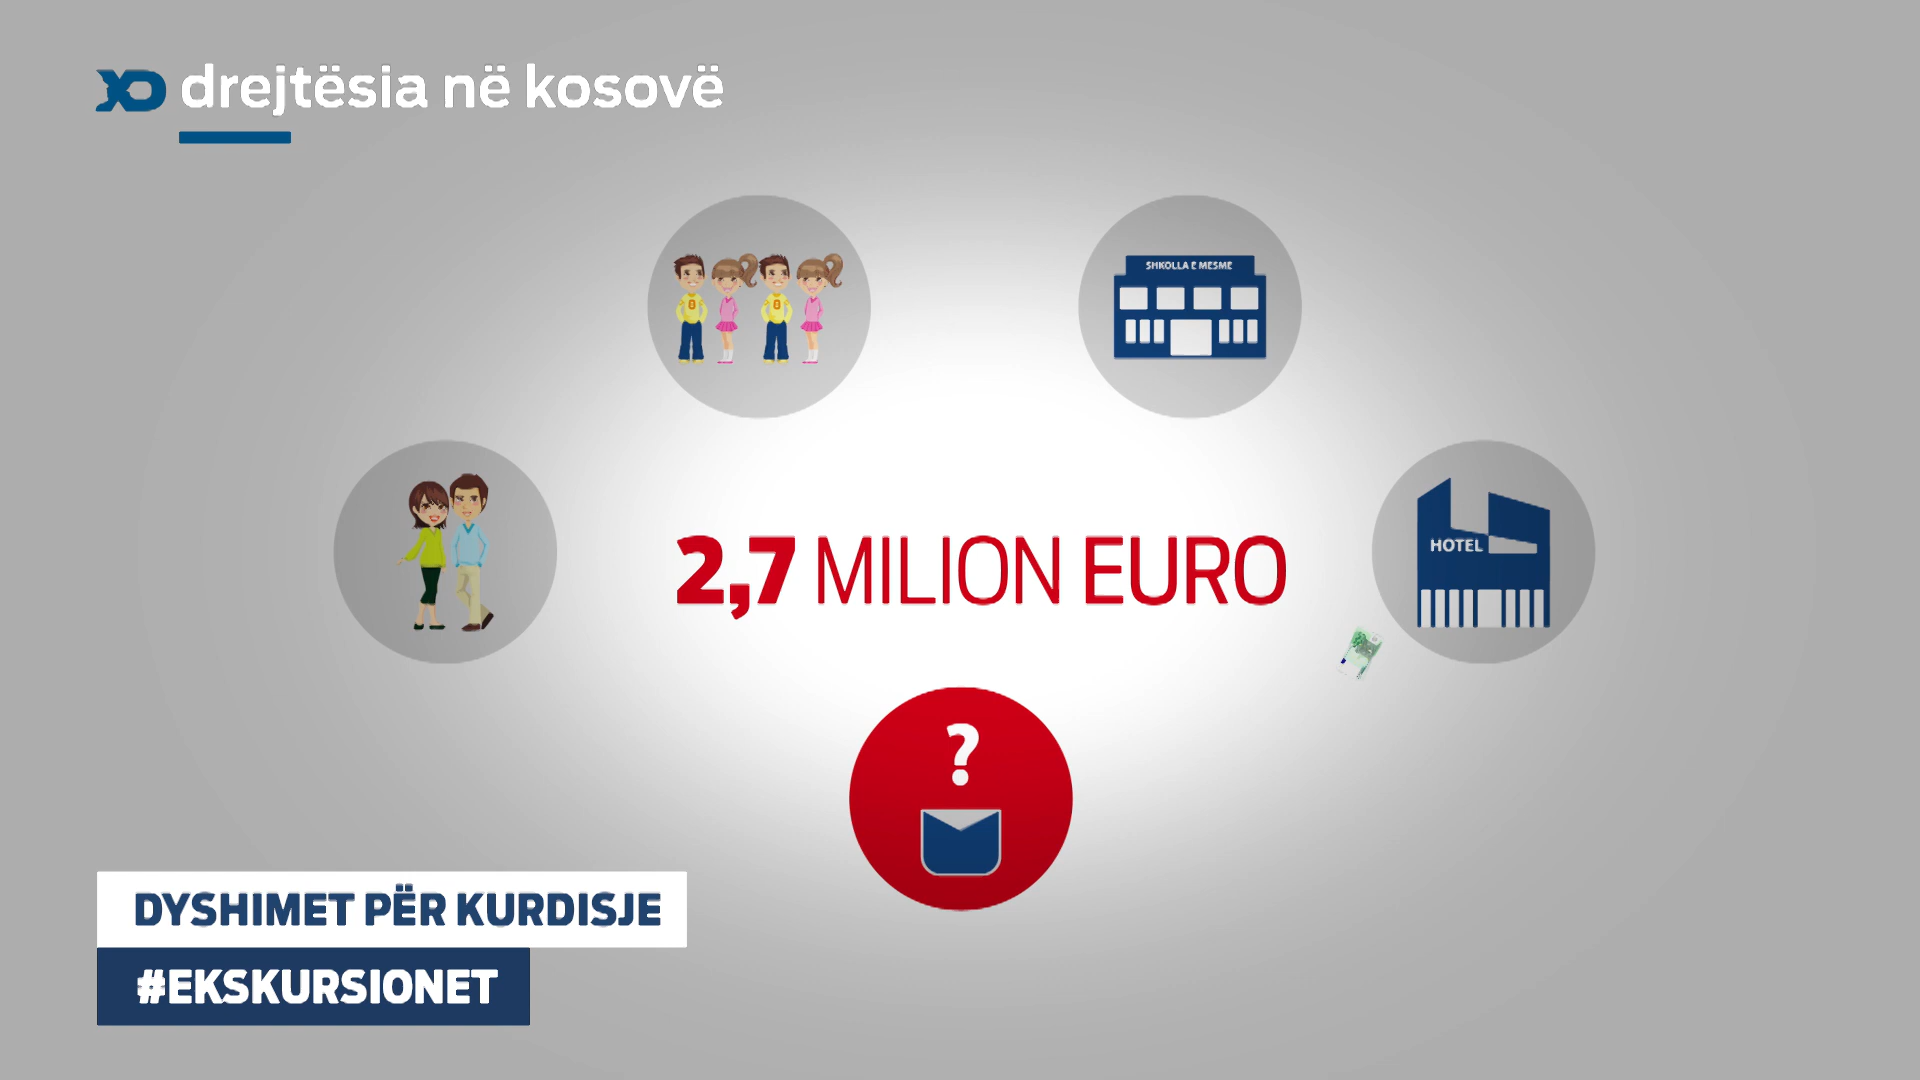 drejtësia në kosovë
SHKOLLA E MESME
HOTEL
2,7 MILION EURO
?
DYSHIMET PËR KURDISJE
#EKSKURSIONET